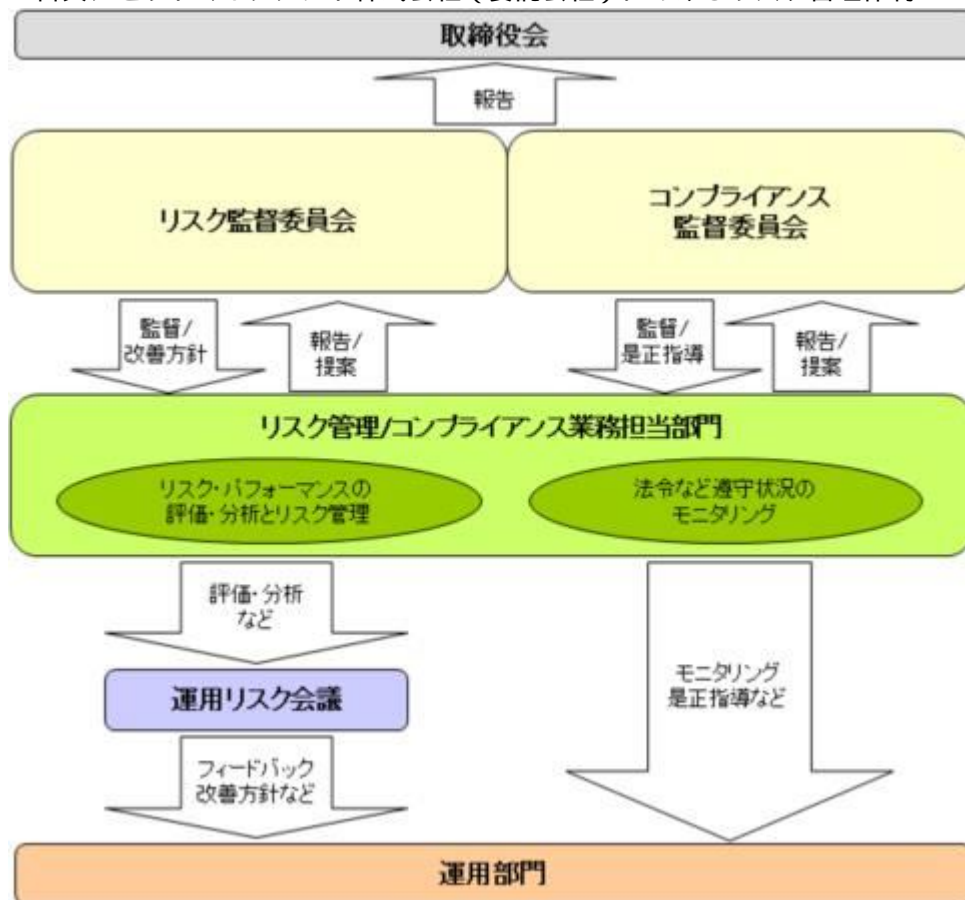 取締役会
報告
リスク監督委員会
コンプライアンス
監督委員会
監督/
改善方針
報告/
提案
監督/
是正指導
報告/
提案
リスク管理/コンプライアンス業務担当部門
リスク・パフォーマンスの
評価・分析とリスク管理
法令など遵守状況の
モニタリング
評価・分析
など
運用リスク会議
モニタリング
是正指導など
フィードバック
改善方針など
運用部門